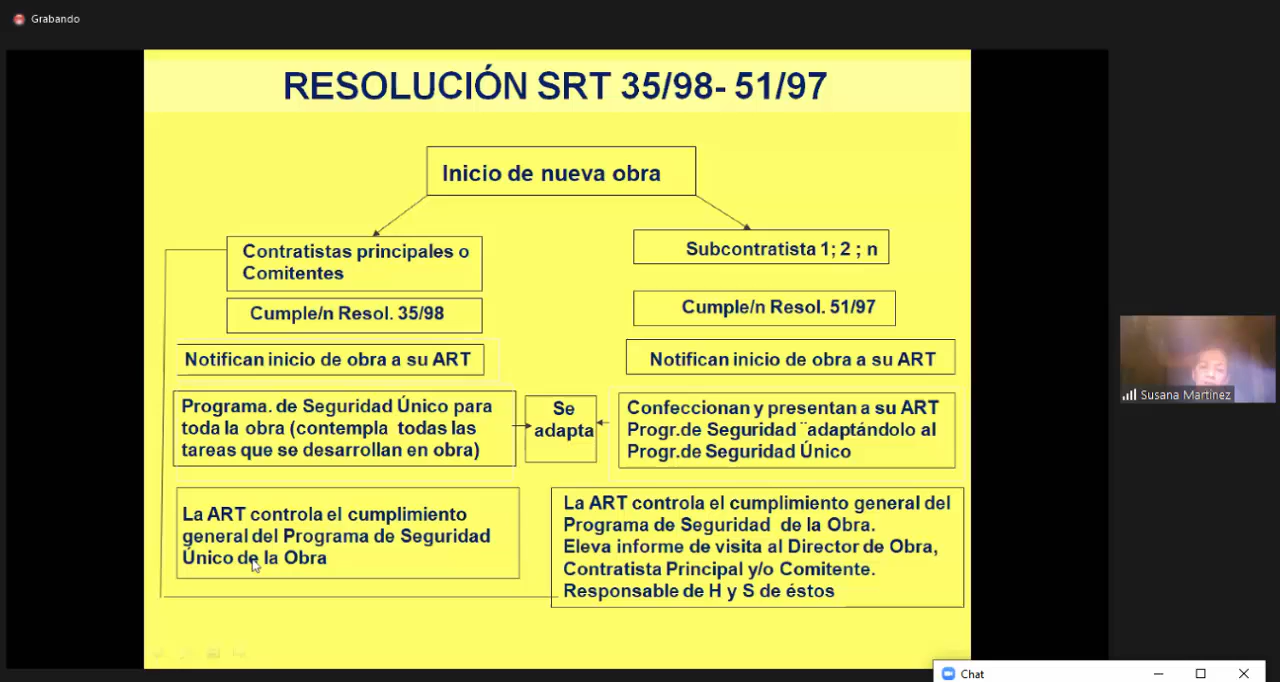 Grabando
RESOLUCIÓN SRT 35/98- 51/97
Inicio de nueva obra
Contratistas principales o
Comitentes
Cumple/n Resol. 35/98
Notifican inicio de obra a su ART
Programa. de Seguridad Único para
toda la obra (contempla todas las
tareas que se desarrollan en obra)
La ART controla el cumplimiento
general del Programa de Seguridad
Único de la Obra
Se
adapta
Subcontratista 1; 2 ; n
Cumple/n Resol. 51/97
Notifican inicio de obra a su ART
Confeccionan y presentan a su ART
Progr.de Seguridad ¨adaptándolo al
Progr.de Seguridad Único
La ART controla el cumplimiento general del
Programa de Seguridad de la Obra.
Eleva informe de visita al Director de Obra,
Contratista Principal y/o Comitente.
Responsable de H y S de éstos
Susana Martinez
Chat